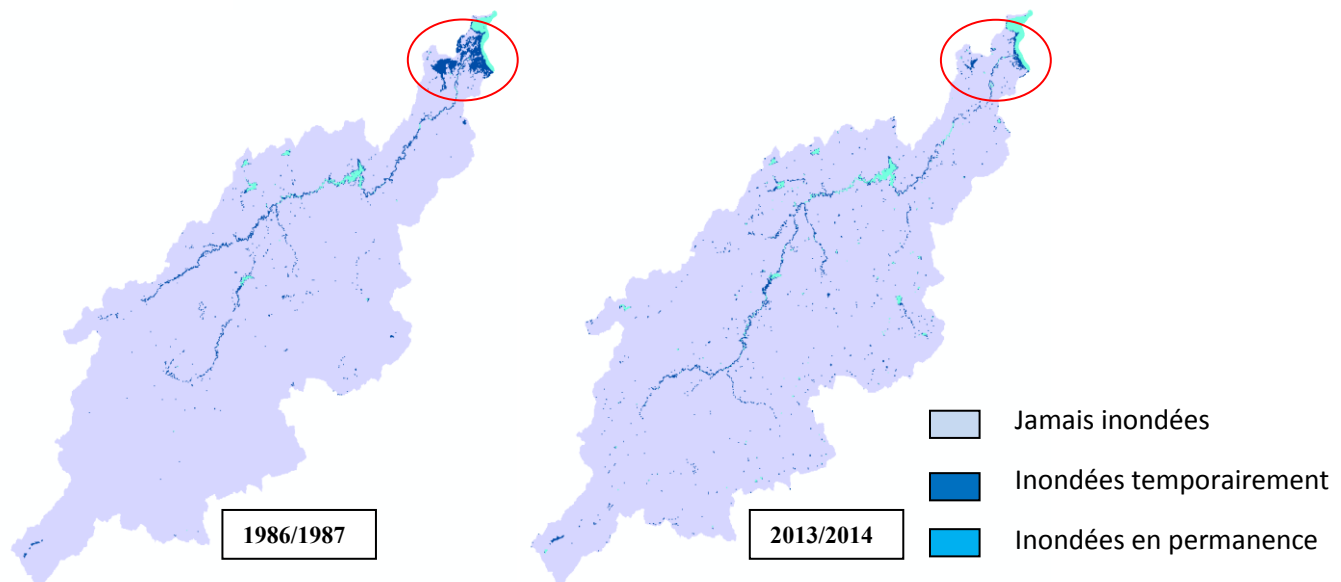 1986/1987
2013/2014
Jamais inondées
Inondées temporairement
Inondées en permanence